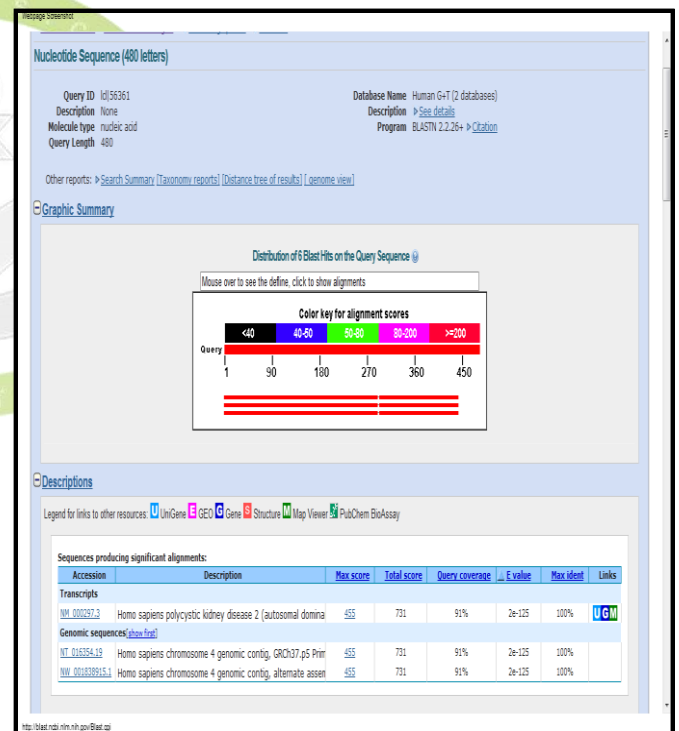 Webpage Screenshot
Nucleotide Sequence (480 letters)
Query ID lcl|56361
Description None
Molecule type nucleic acid
Query Length 480
Database Name Human G+T (2 databases)
Description See details
Program BLASTN 2.2.26+ Citation
Other reports: Search Summary [Taxonomy reports] [Distance tree of results] [ genome view]
Graphic Summary
Distribution of 6 Blast Hits on the Query Sequence
Mouse over to see the define, click to show alignments
Color key for alignment scores
<40 40-50 50-80 80-200 >=200
Query
1 90 180 270 360 450
Descriptions
Legend for links to other resources: U UniGene E GEO G Gene S Structure M Map Viewer PubChem BioAssay
Sequences producing significant alignments:
Accession Description Max score Total score Query coverage E value Max ident Links
Transcripts
NM_000297.3 Homo sapiens polycystic kidney disease 2 (autosomal domina 455 731 91% 2e-125 100% U G M
Genomic sequences [show first]
NT_016354.19 Homo sapiens chromosome 4 genomic contig, GRCh37.p5 Prim 455 731 91% 2e-125 100%
NW_001838915.1 Homo sapiens chromosome 4 genomic contig, alternate assem 455 731 91% 2e-125 100%
http://blast.ncbi.nlm.nih.gov/Blast.cgi